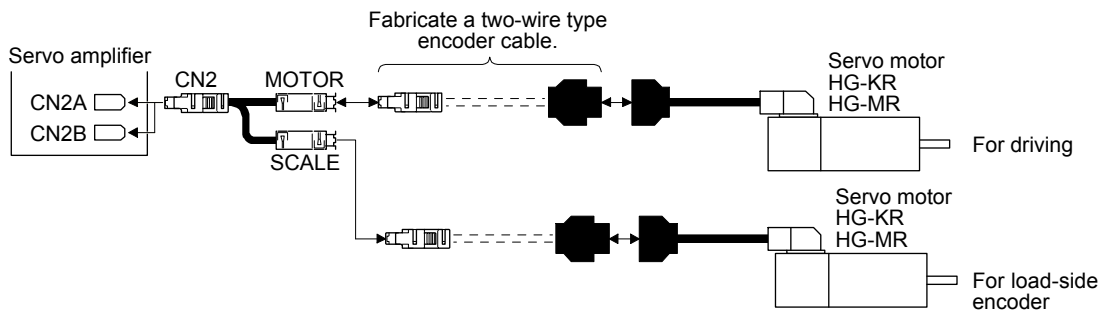 Fabricate a two-wire type
encoder cable.
Servo amplifier
CN2A
CN2B
CN2
MOTOR
SCALE
Servo motor
HG-KR
HG-MR
For driving
Servo motor
HG-KR
HG-MR
For load-side
encoder